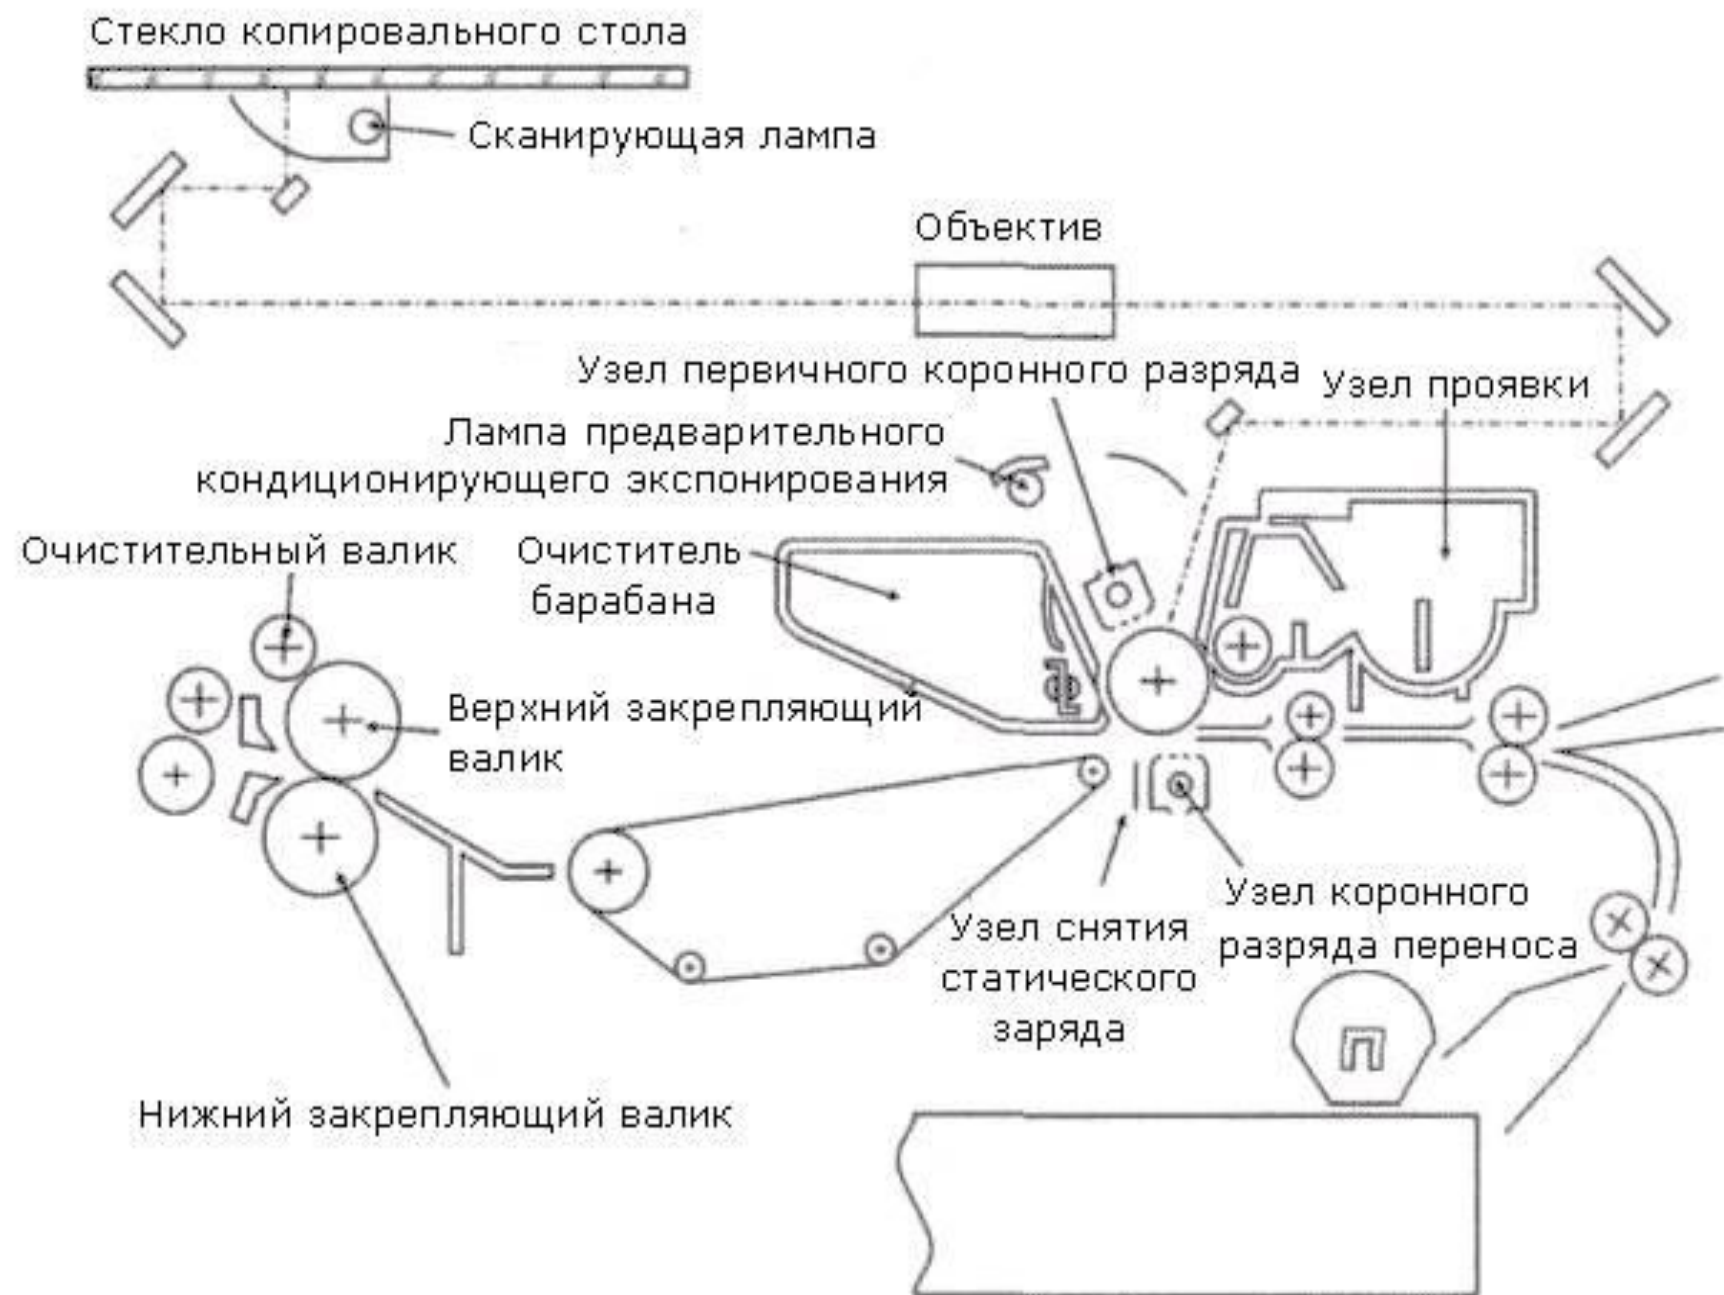 Стекло копировального стола
Сканирующая лампа
Объектив
Узел первичного коронного разряда
Узел проявки
Лампа предварительного
кондиционирующего экспонирования
Очистительный валик
Очиститель
барабана
Верхний закрепляющий
валик
Узел коронного
разряда переноса
Узел снятия
статического
заряда
Нижний закрепляющий валик
П